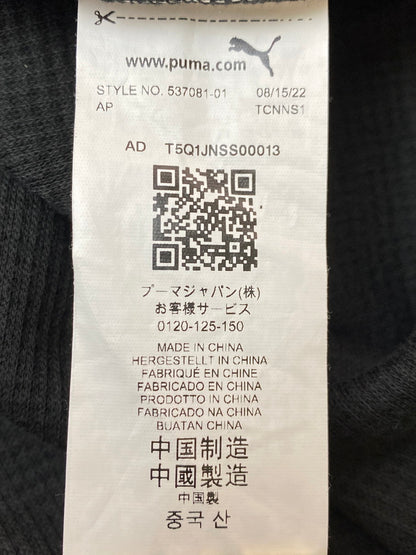 www.puma.com
STYLE NO. 537081-01 08/15/22
AP TCNNS1
AD T5Q1JNSS00013
プーマジャパン(株)
お客様サービス
0120-125-150
MADE IN CHINA
HERGESTELLT IN CHINA
FABRIQUÉ EN CHINE
FABRICADO EN CHINA
PRODOTTO IN CHINA
FABRICADO NA CHINA
BUATAN CHINA
中国制造
中國製造
中国製
중국 산